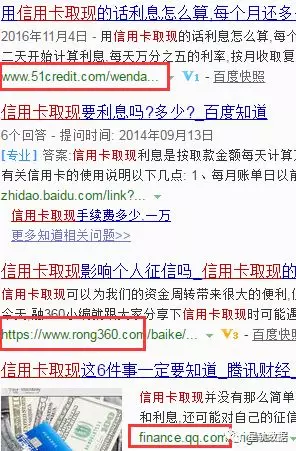 信用卡取现的话利息怎么算,每个月还多
2016年11月4日 - 用信用卡取现的话利息怎么算,
二天开始计算利息,每天万分之五的利率,按月收取复
www.51credit.com/wenda... V1 - 百度快照
信用卡取现要利息吗?多少?_百度知道
6个回答 - 提问时间: 2014年09月13日
[专业] 答案:信用卡取现利息是按取款金额每天万分
有关信用卡的使用说明以下几点: 1、每月账单日以前
zhidao.baidu.com/link?...
信用卡取现手续费多少,一万
更多知道相关问题>>
信用卡取现影响个人征信吗_信用卡取现的
信用卡取现可以为我们的资金周转带来很大的便利,但
今天,融360小编就跟大家分享下信用卡取现时可能遇
https://www.rong360.com/baike/... V3 - 百度快
信用卡取现这6件事一定要知道_腾讯财经_
信用卡取现并没有那么简单
和利息,还可能对自己的征信
finance.qq.com